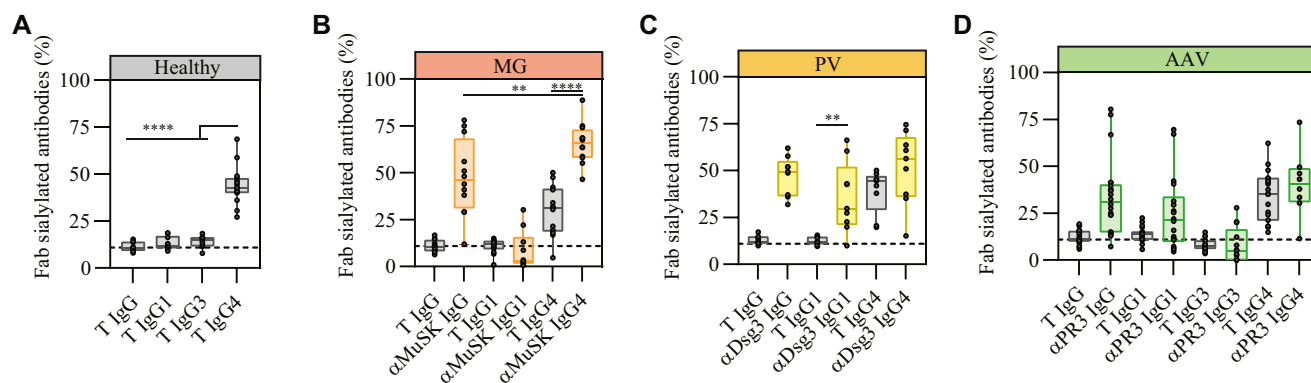 A
Healthy
Fab sialylated antibodies (%)
100
75
50
25
0
****
T IgG
T IgG1
T IgG3
T IgG4
B
MG
Fab sialylated antibodies (%)
100
75
50
25
0
**
****
T IgG
αMuSK IgG
T IgG1
αMuSK IgG1
T IgG4
αMuSK IgG4
C
PV
Fab sialylated antibodies (%)
100
75
50
25
0
**
T IgG
αDsg3 IgG
T IgG1
αDsg3 IgG1
T IgG4
αDsg3 IgG4
D
AAV
Fab sialylated antibodies (%)
100
75
50
25
0
T IgG
αPR3 IgG
T IgG1
αPR3 IgG1
T IgG3
αPR3 IgG3
T IgG4
αPR3 IgG4